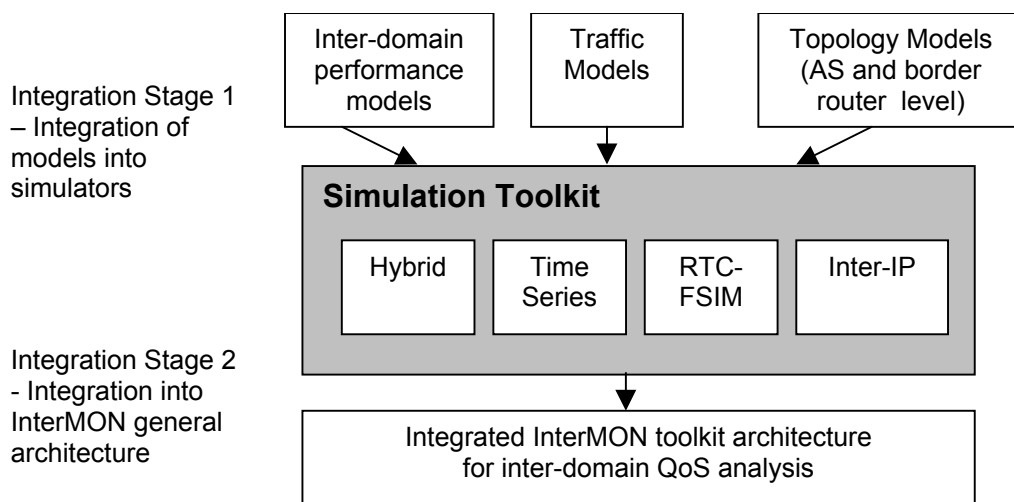 Inter-domain
performance
models
Traffic
Models
Topology Models
(AS and border
router level)
Integration Stage 1
– Integration of
models into
simulators
Simulation Toolkit
Hybrid
Time
Series
RTC-
FSIM
Inter-IP
Integration Stage 2
- Integration into
InterMON general
architecture
Integrated InterMON toolkit architecture
for inter-domain QoS analysis